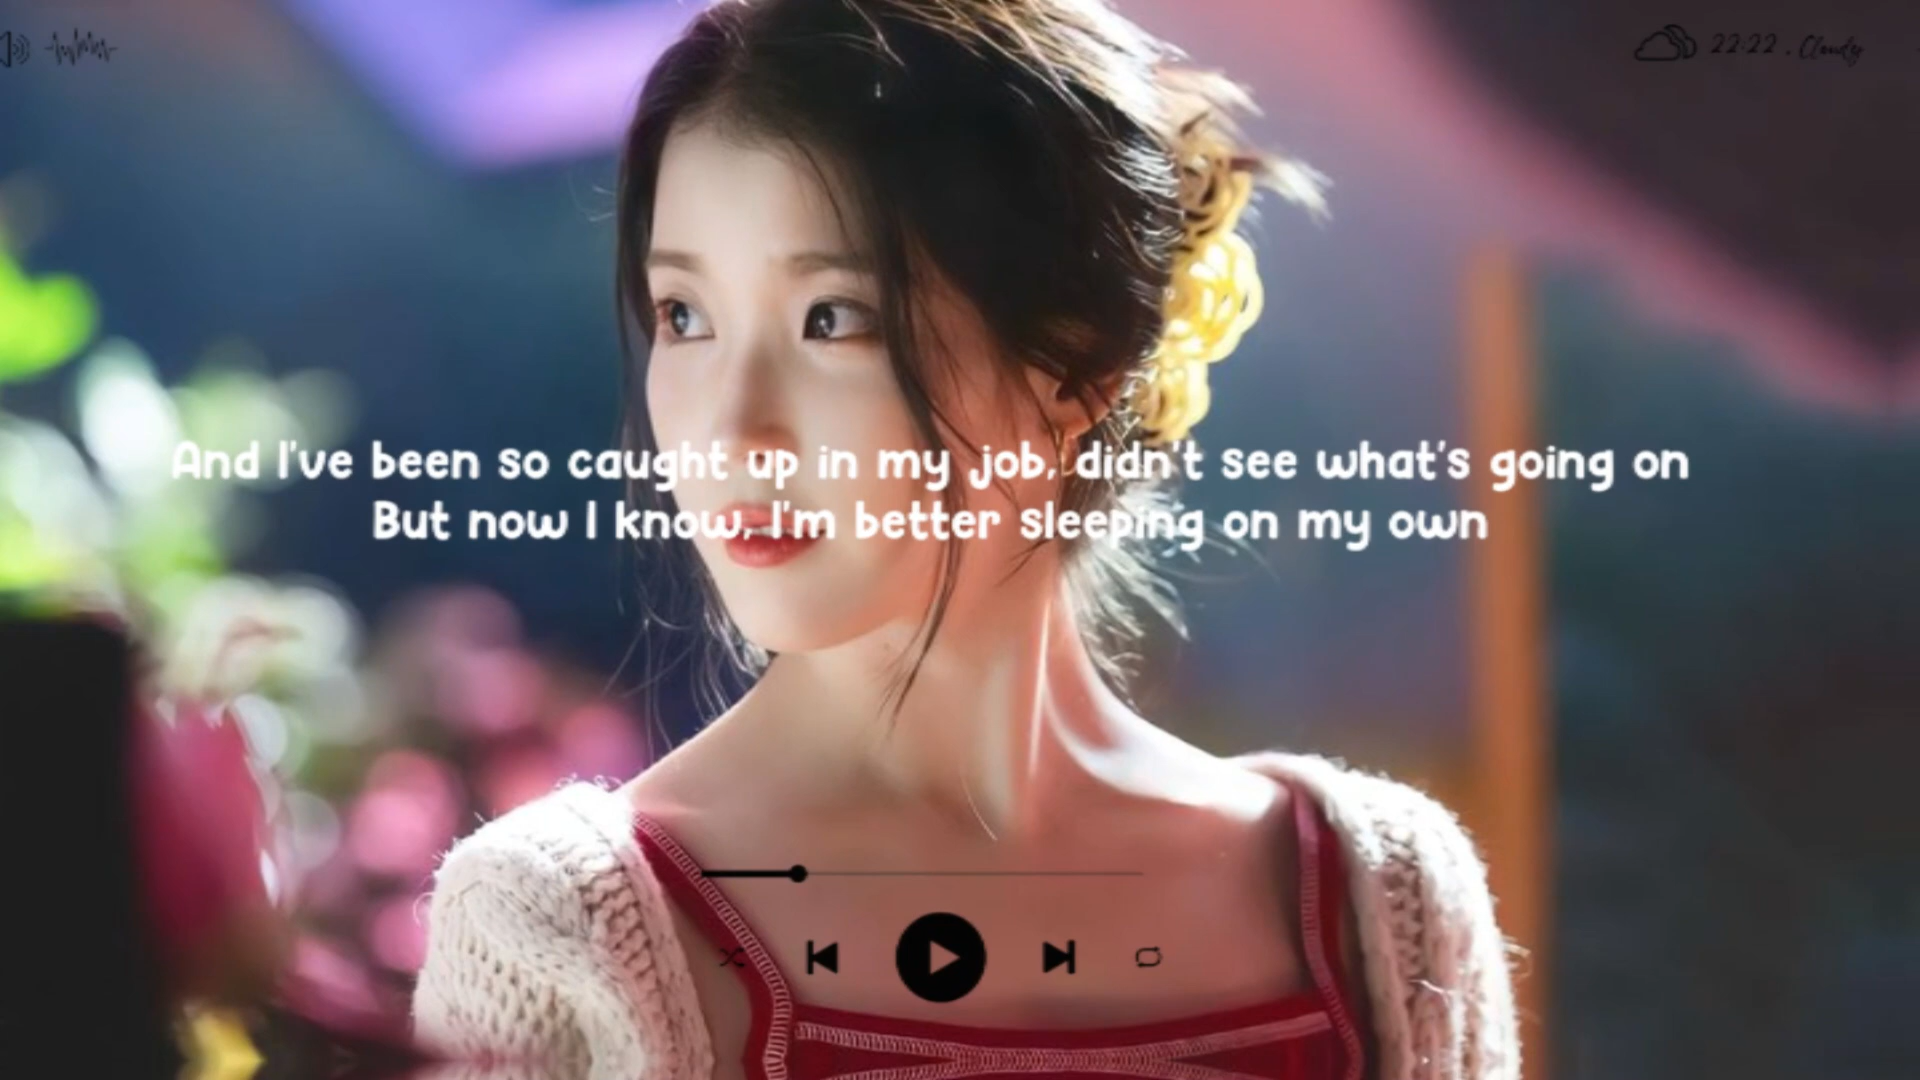 22:22 . Cloudy
And I've been so caught up in my job, didn't see what's going on
But now I know, I'm better sleeping on my own